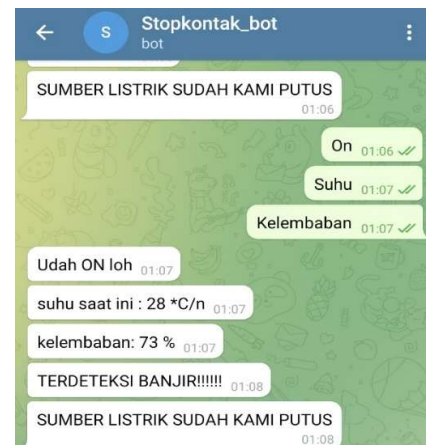 S
Stopkontak_bot
bot
SUMBER LISTRIK SUDAH KAMI PUTUS
01:06
On 01:06
Suhu 01:07
Kelembaban 01:07
Udah ON loh 01:07
suhu saat ini : 28 *C/n 01:07
kelembaban: 73 % 01:07
TERDETEKSI BANJIR!!!!!! 01:08
SUMBER LISTRIK SUDAH KAMI PUTUS
01:08